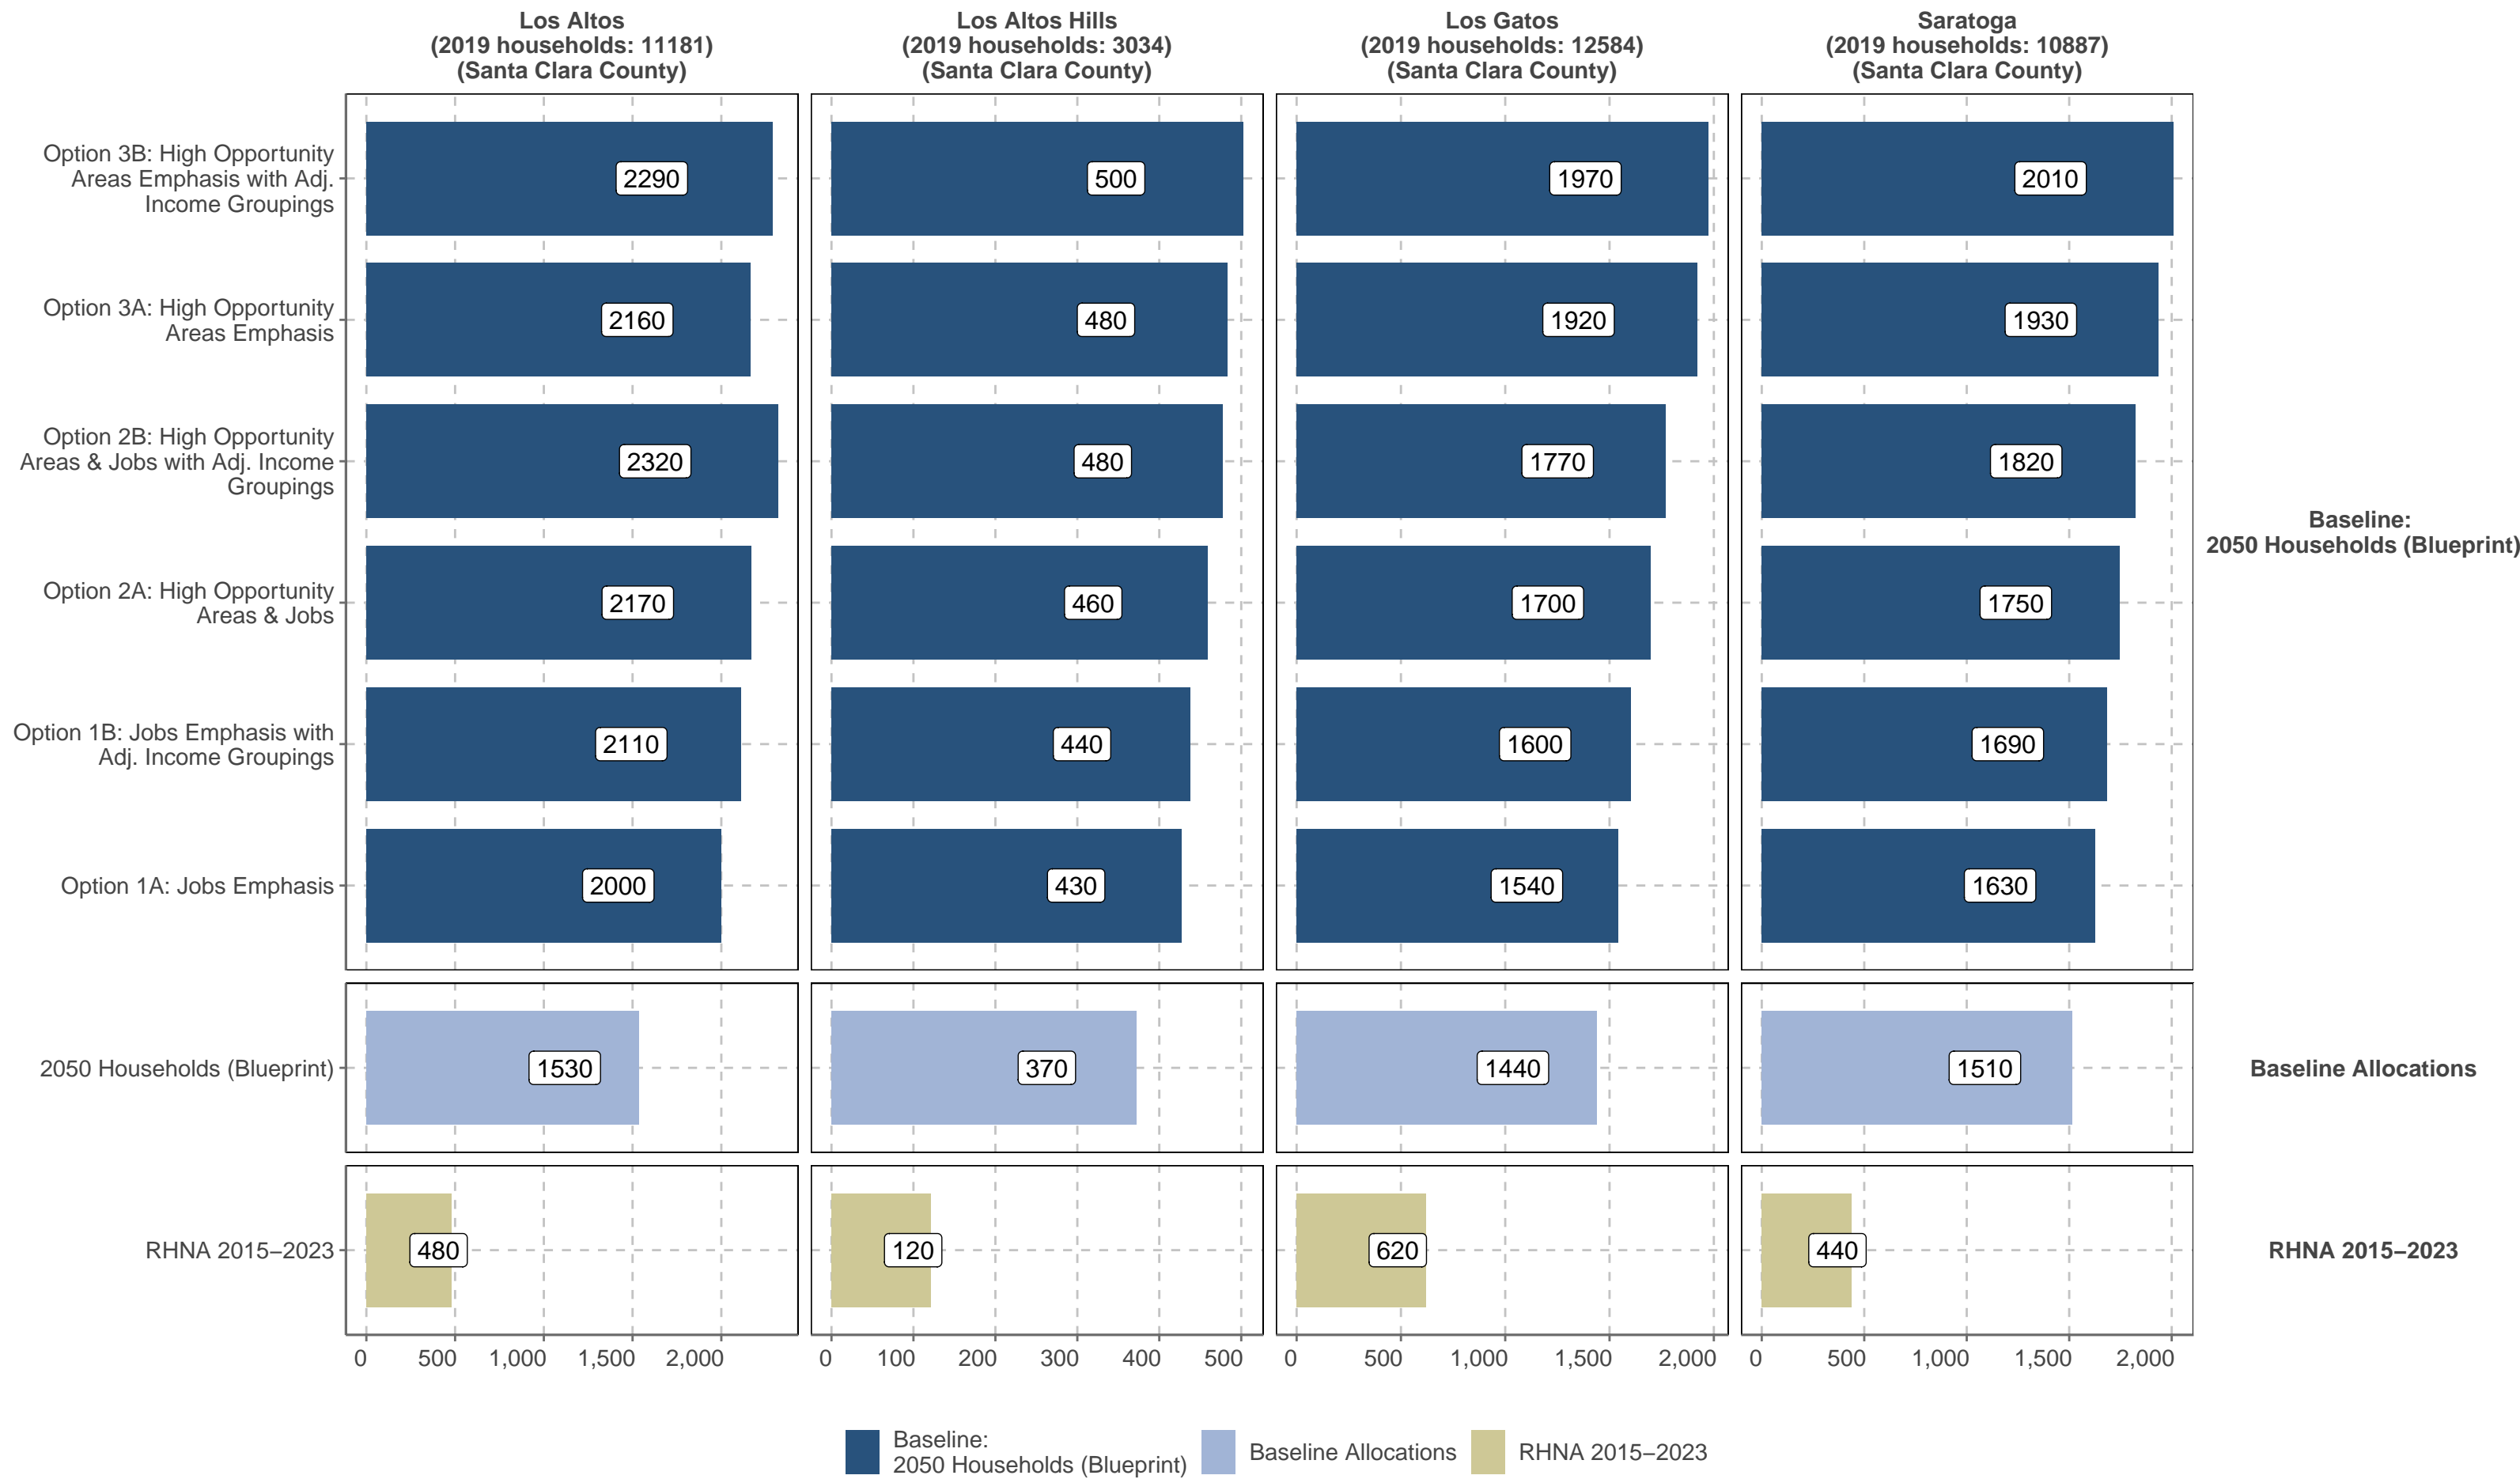 Los Altos
(2019 households: 11181)
(Santa Clara County)
Los Altos Hills
(2019 households: 3034)
(Santa Clara County)
Los Gatos
(2019 households: 12584)
(Santa Clara County)
Saratoga
(2019 households: 10887)
(Santa Clara County)
Option 3B: High Opportunity
Areas Emphasis with Adj.
Income Groupings
2290
500
1970
2010
Option 3A: High Opportunity
Areas Emphasis
2160
480
1920
1930
Option 2B: High Opportunity
Areas & Jobs with Adj. Income
Groupings
2320
480
1770
1820
Baseline:
2050 Households (Blueprint)
Option 2A: High Opportunity
Areas & Jobs
2170
460
1700
1750
Option 1B: Jobs Emphasis with
Adj. Income Groupings
2110
440
1600
1690
Option 1A: Jobs Emphasis
2000
430
1540
1630
2050 Households (Blueprint)
1530
370
1440
1510
Baseline Allocations
RHNA 2015−2023
480
120
620
440
RHNA 2015−2023
0 500 1,000 1,500 2,000
0 100 200 300 400 500
0 500 1,000 1,500 2,000
0 500 1,000 1,500 2,000
Baseline:
2050 Households (Blueprint)
Baseline Allocations
RHNA 2015−2023